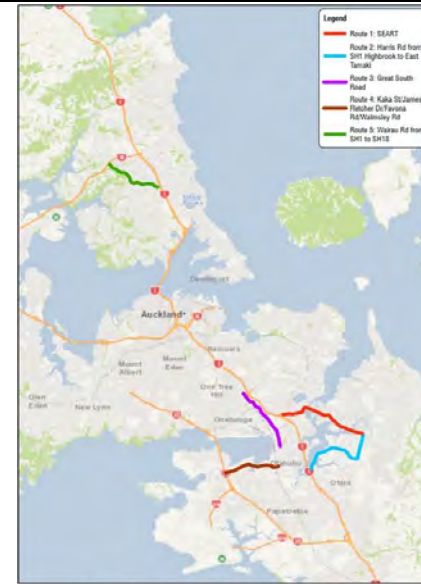 Legend
Route 1: SEART
Route 2: Harris Rd from
SH1 Highbrook to East
Tamaki
Route 3: Great South
Road
Route 4: Kaka St/James
Fletcher Dr/Favona
Rd/Walmsley Rd
Route 5: Wairau Rd from
SH1 to SH18
Devonport
Auckland
Remuera
Mount
Albert
Mount
Eden
Glen
Eden
New Lynn
One Tree
Hill
Onehunga
Otahuhu
Otara
Papatoetoe